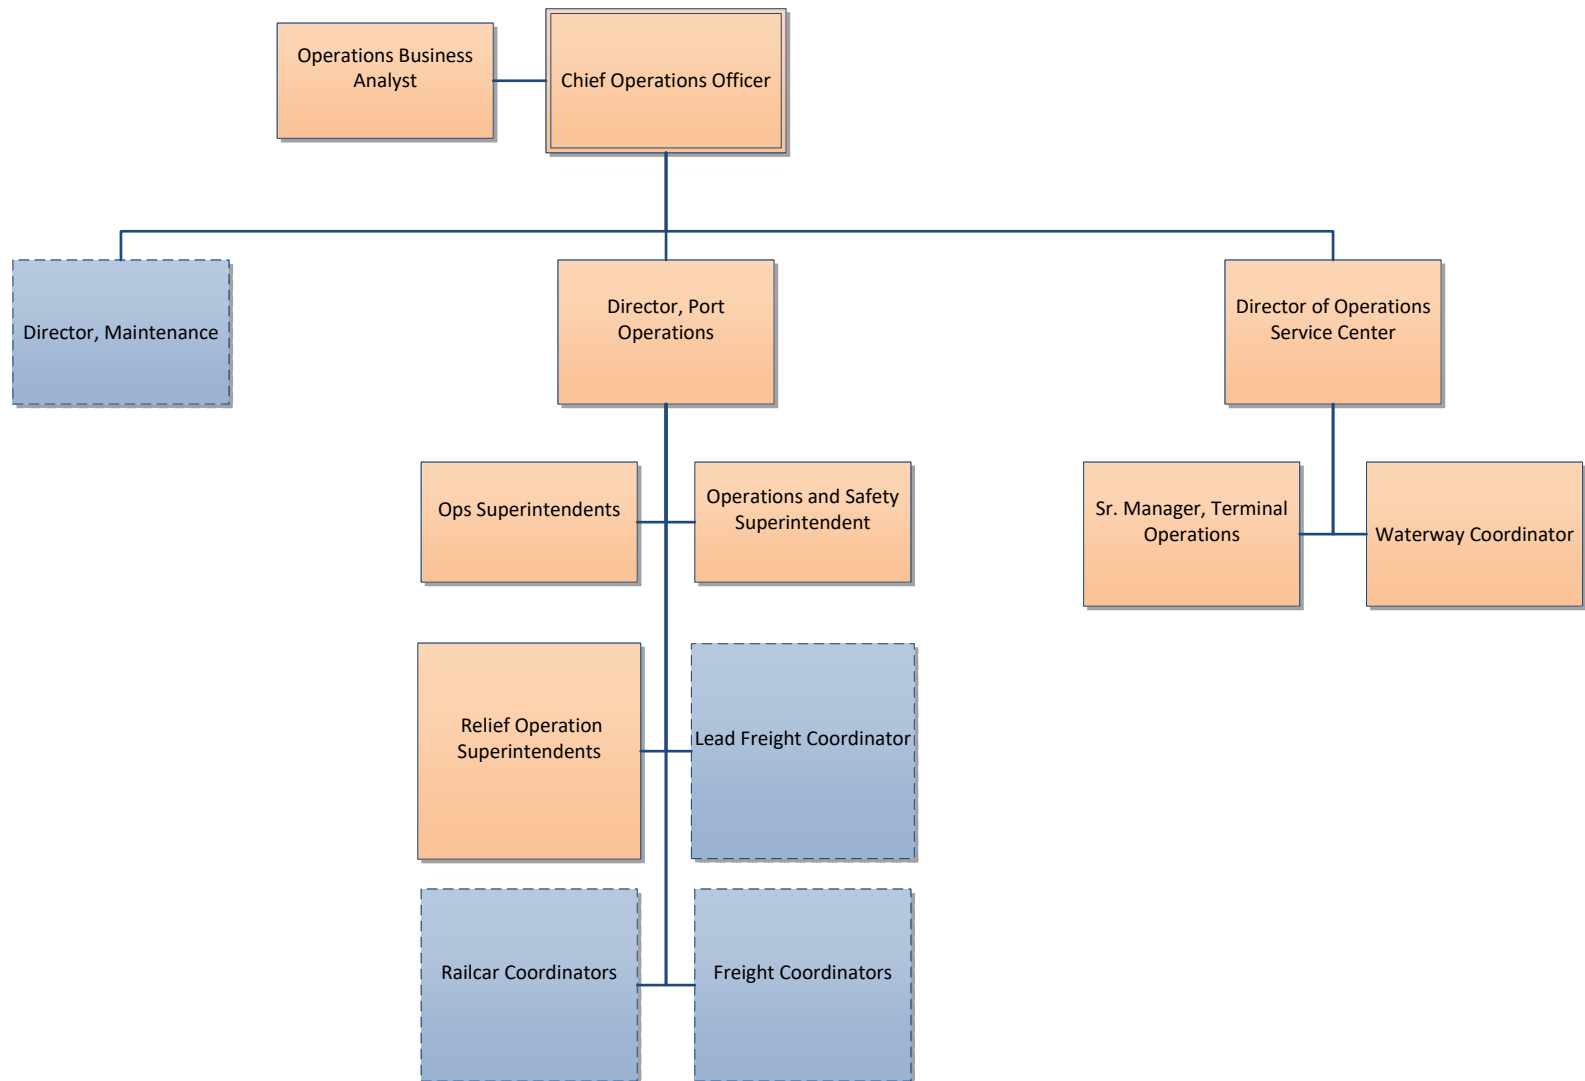 Operations Business
Analyst
Chief Operations Officer
Director, Maintenance
Director, Port
Operations
Director of Operations
Service Center
Ops Superintendents
Operations and Safety
Superintendent
Sr. Manager, Terminal
Operations
Waterway Coordinator
Relief Operation
Superintendents
Lead Freight Coordinator
Railcar Coordinators
Freight Coordinators